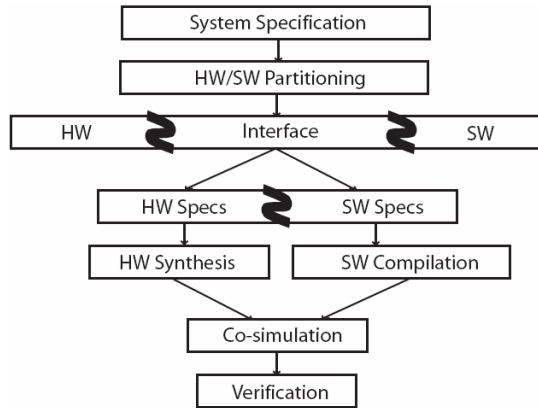 System Specification
HW/SW Partitioning
HW Interface SW
HW Specs SW Specs
HW Synthesis SW Compilation
Co-simulation
Verification